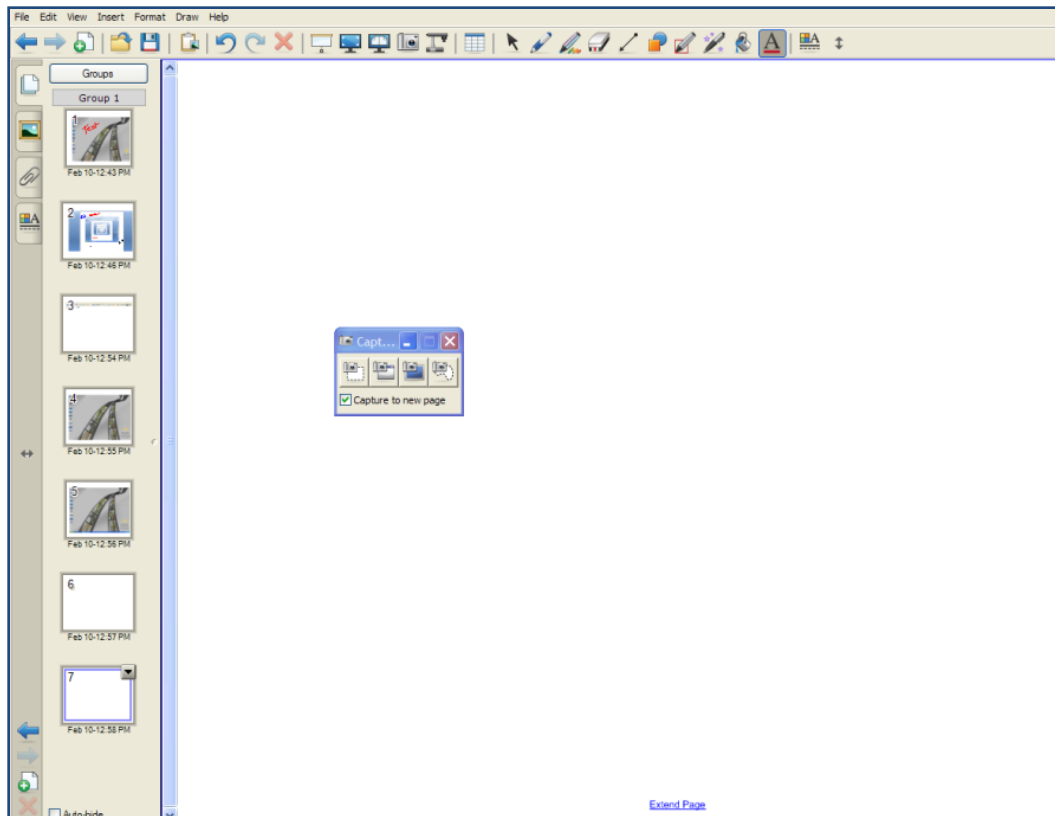 File Edit View Insert Format Draw Help
Groups
Group 1
1
Text
Feb 10-12:43 PM
2
Feb 10-12:46 PM
3
Feb 10-12:54 PM
4
Feb 10-12:55 PM
5
Feb 10-12:56 PM
6
Feb 10-12:57 PM
7
Feb 10-12:58 PM
Auto-hide
Capt...
Capture to new page
Extend Page